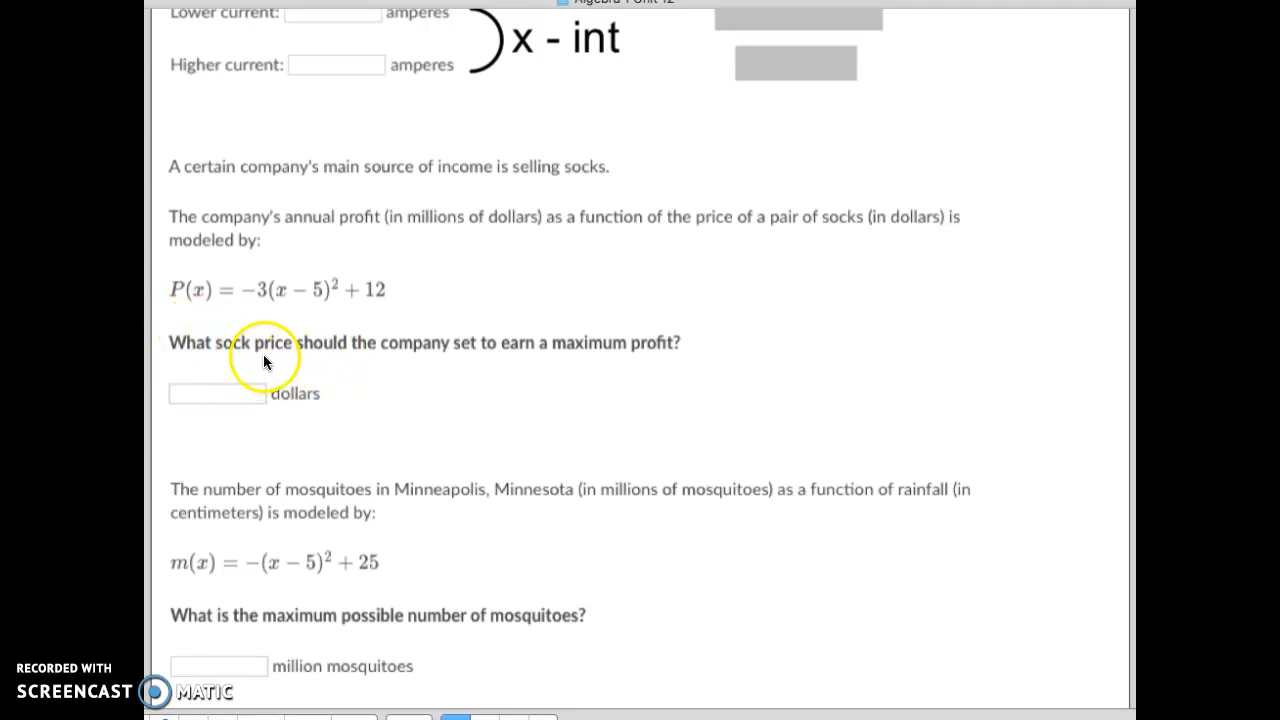 Algebra 1 Unit 12
Lower current: amperes
x - int
Higher current: amperes
A certain company's main source of income is selling socks.
The company's annual profit (in millions of dollars) as a function of the price of a pair of socks (in dollars) is
modeled by:
P(x) = −3(x − 5)² + 12
What sock price should the company set to earn a maximum profit?
dollars
The number of mosquitoes in Minneapolis, Minnesota (in millions of mosquitoes) as a function of rainfall (in
centimeters) is modeled by:
m(x) = −(x − 5)² + 25
What is the maximum possible number of mosquitoes?
million mosquitoes
RECORDED WITH
SCREENCAST MATIC